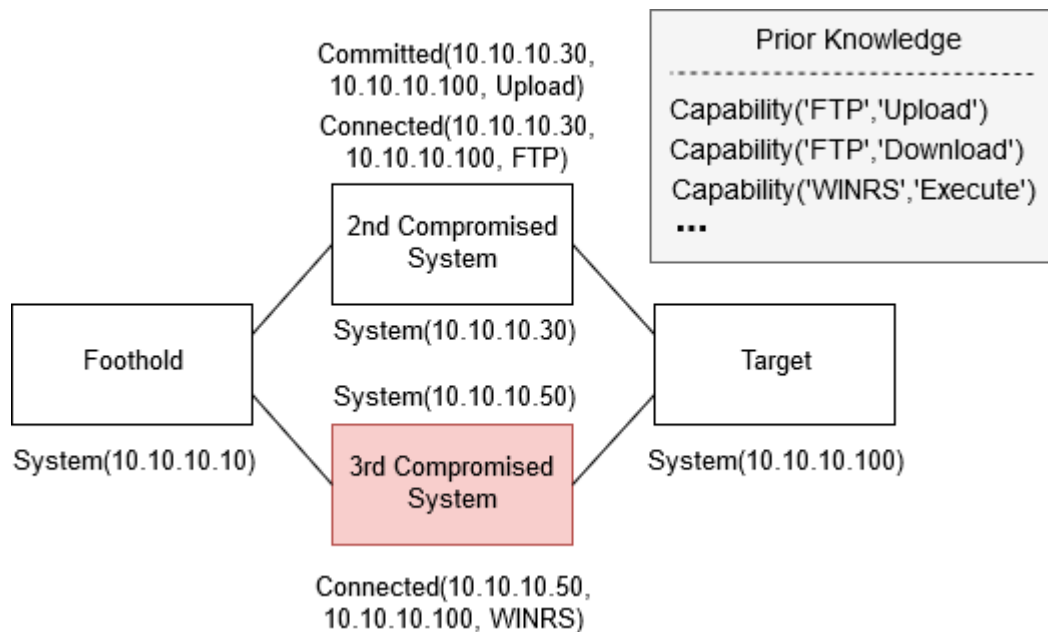 Committed(10.10.10.30,
10.10.10.100, Upload)
Connected(10.10.10.30,
10.10.10.100, FTP)
2nd Compromised
System
System(10.10.10.30)
Prior Knowledge
Capability('FTP','Upload')
Capability('FTP','Download')
Capability('WINRS','Execute')
...
Foothold
System(10.10.10.10)
Target
System(10.10.10.100)
System(10.10.10.50)
3rd Compromised
System
Connected(10.10.10.50,
10.10.10.100, WINRS)